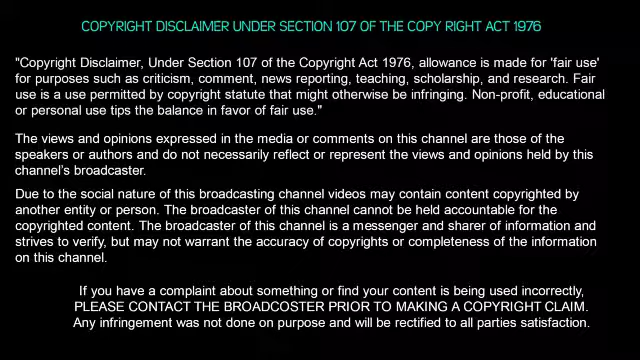 COPYRIGHT DISCLAIMER UNDER SECTION 107 OF THE COPY RIGHT ACT 1976
"Copyright Disclaimer, Under Section 107 of the Copyright Act 1976, allowance is made for 'fair use'
for purposes such as criticism, comment, news reporting, teaching, scholarship, and research. Fair
use is a use permitted by copyright statute that might otherwise be infringing. Non-profit, educational
or personal use tips the balance in favor of fair use."
The views and opinions expressed in the media or comments on this channel are those of the
speakers or authors and do not necessarily reflect or represent the views and opinions held by this
channel's broadcaster.
Due to the social nature of this broadcasting channel videos may contain content copyrighted by
another entity or person. The broadcaster of this channel cannot be held accountable for the
copyrighted content. The broadcaster of this channel is a messenger and sharer of information and
strives to verify, but may not warrant the accuracy of copyrights or completeness of the information
on this channel.
If you have a complaint about something or find your content is being used incorrectly,
PLEASE CONTACT THE BROADCOSTER PRIOR TO MAKING A COPYRIGHT CLAIM.
Any infringement was not done on purpose and will be rectified to all parties satisfaction.